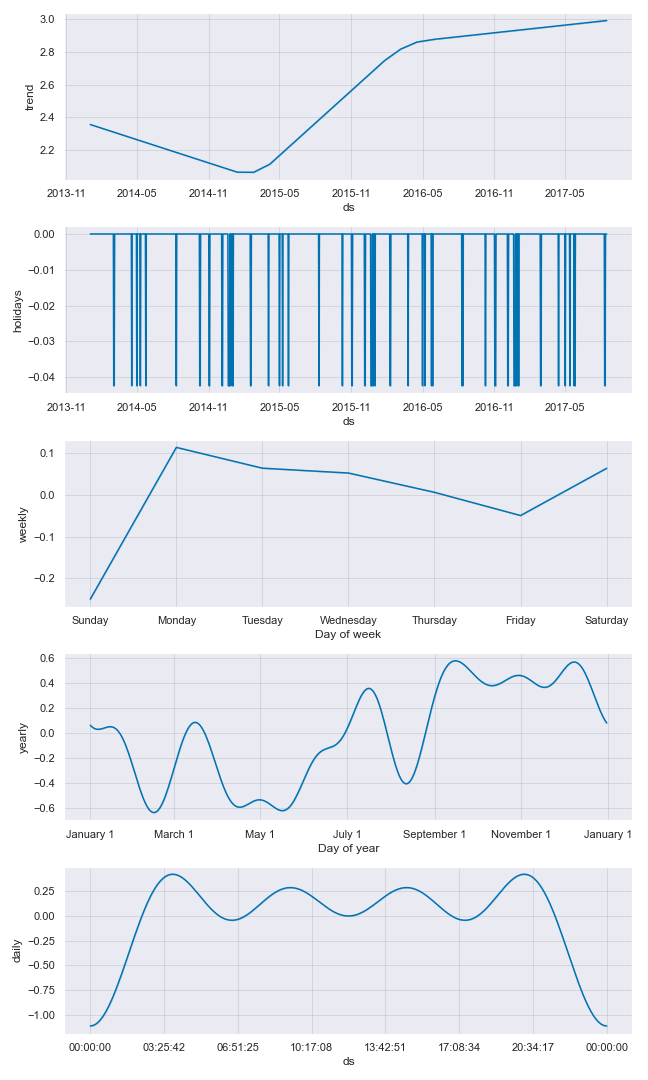 3.0
2.8
2.6
2.4
2.2
trend
2013-11 2014-05 2014-11 2015-05 2015-11 2016-05 2016-11 2017-05
ds
0.00
−0.01
−0.02
−0.03
−0.04
holidays
2013-11 2014-05 2014-11 2015-05 2015-11 2016-05 2016-11 2017-05
ds
0.1
0.0
−0.1
−0.2
weekly
Sunday Monday Tuesday Wednesday Thursday Friday Saturday
Day of week
0.6
0.4
0.2
0.0
−0.2
−0.4
−0.6
yearly
January 1 March 1 May 1 July 1 September 1 November 1 January 1
Day of year
0.25
0.00
−0.25
−0.50
−0.75
−1.00
daily
00:00:00 03:25:42 06:51:25 10:17:08 13:42:51 17:08:34 20:34:17 00:00:00
ds